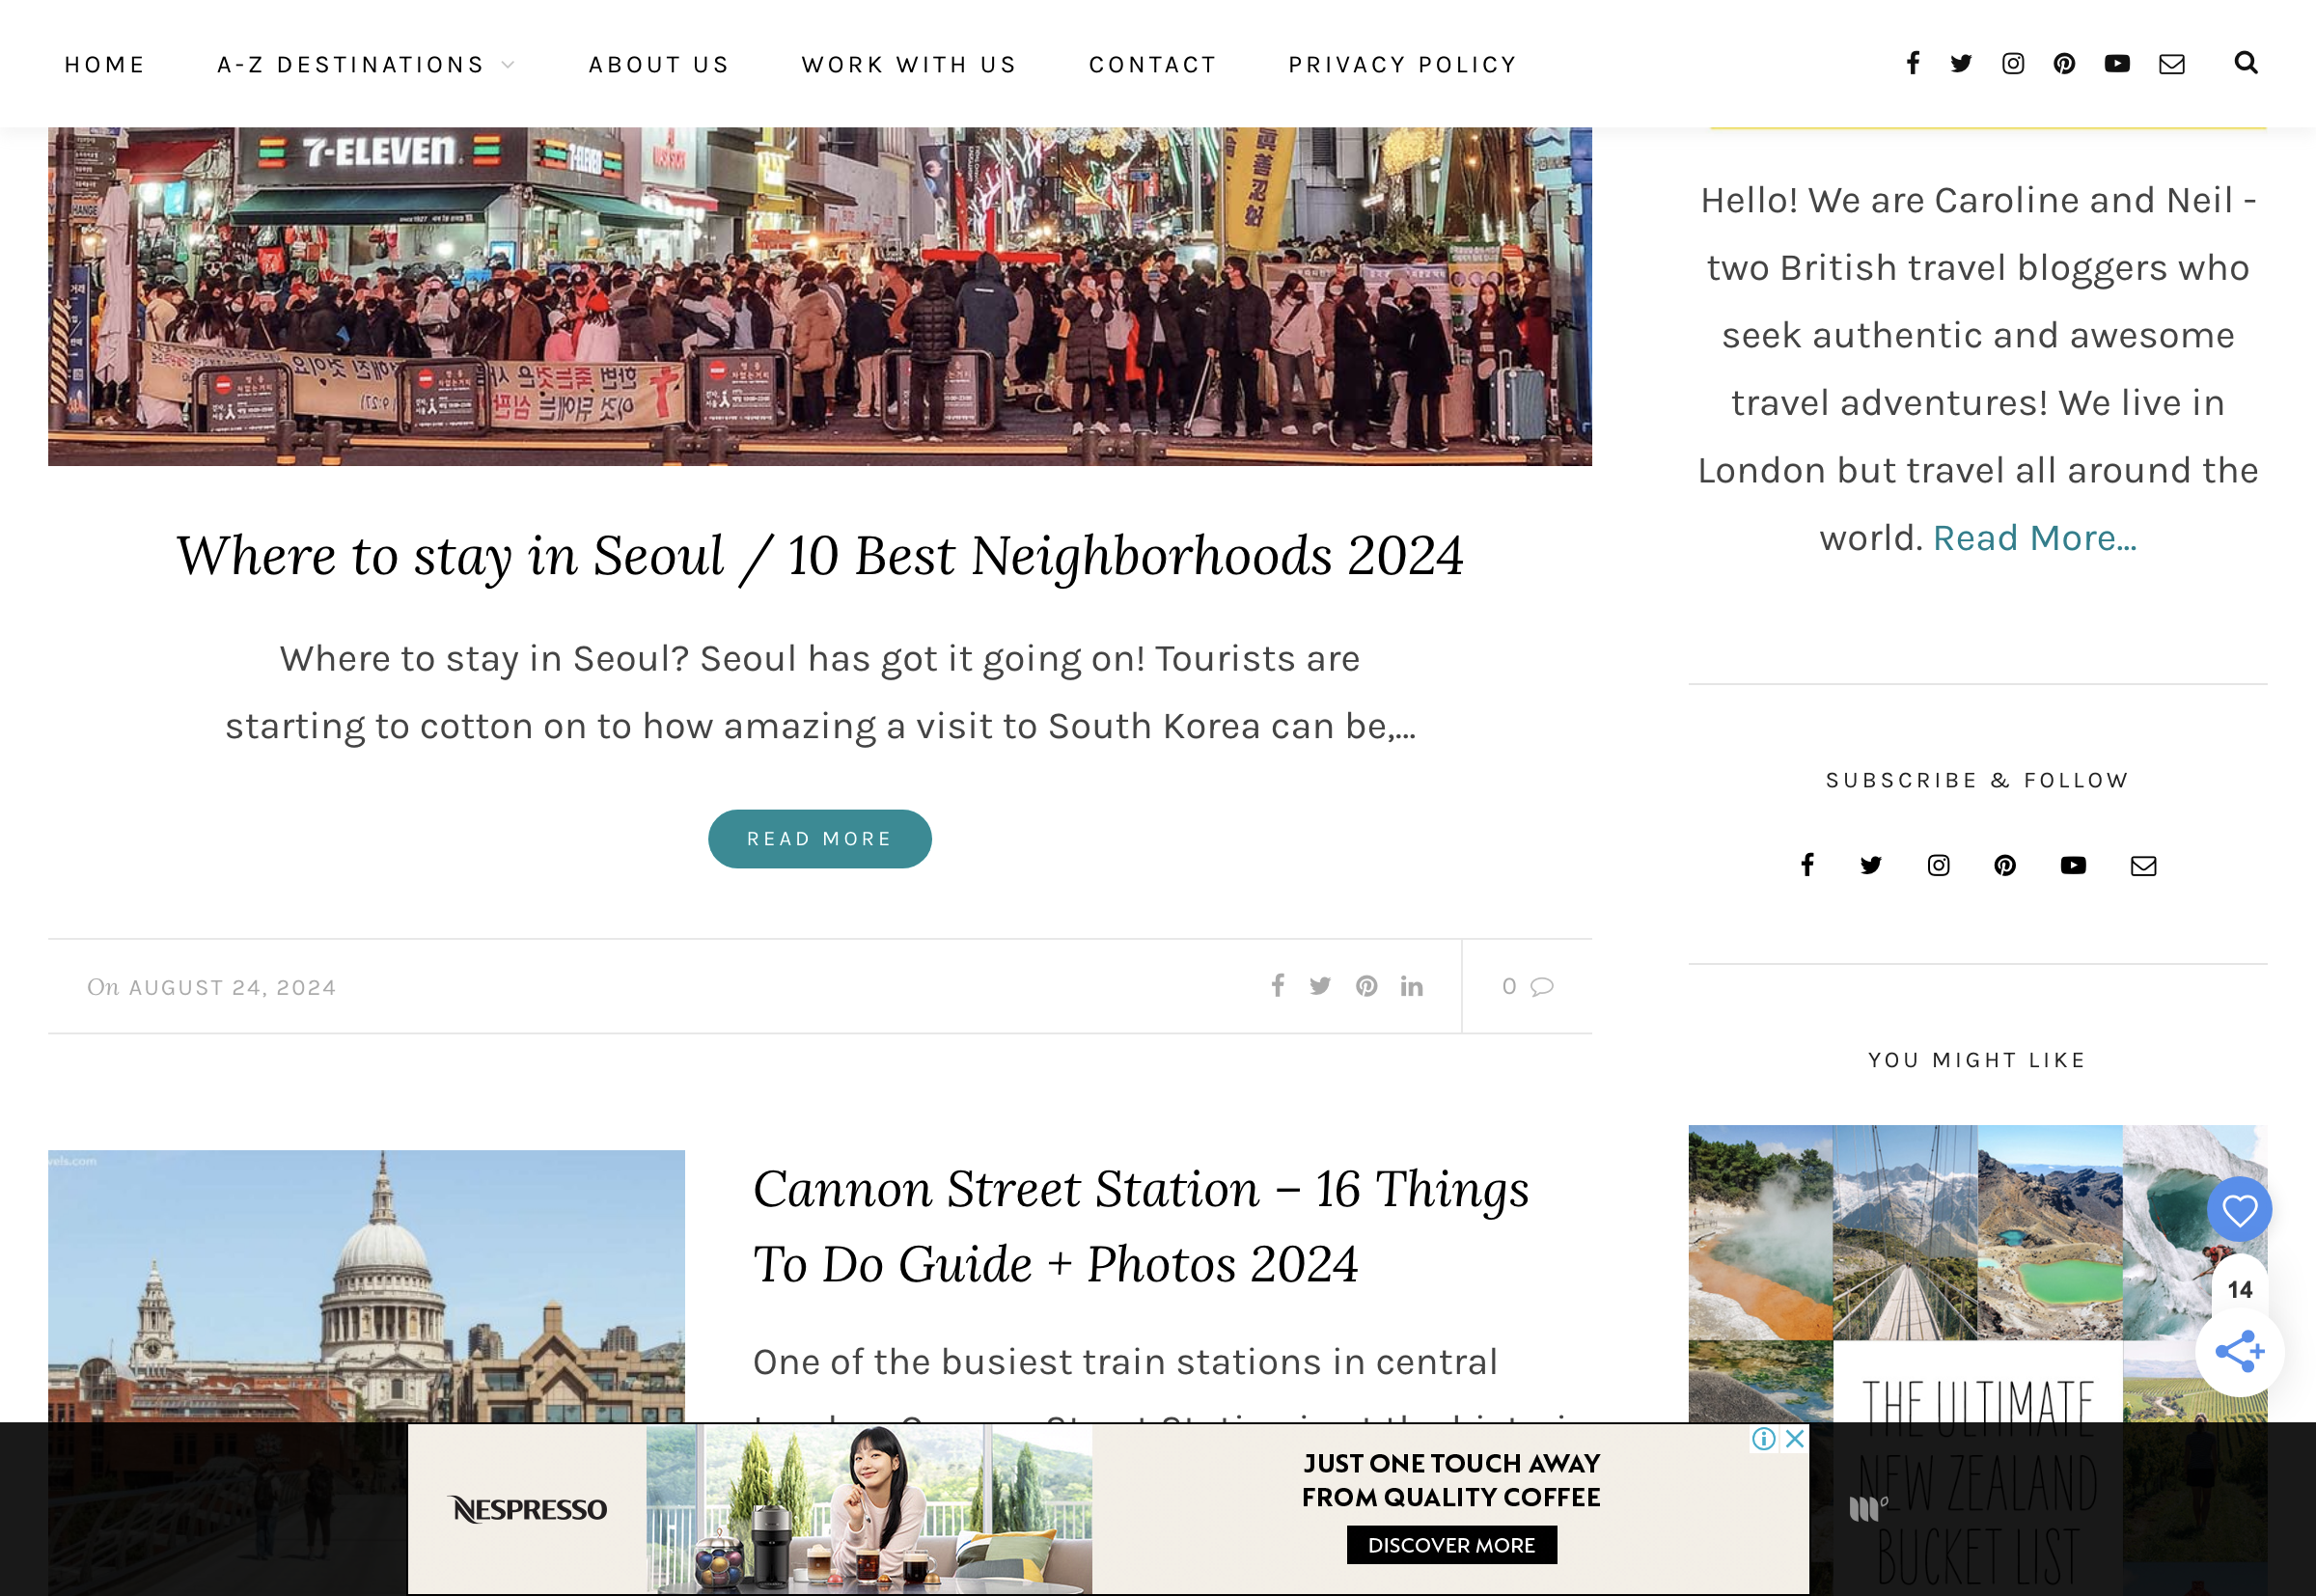 HOME
A-Z DESTINATIONS
ABOUT US
WORK WITH US
CONTACT
PRIVACY POLICY
7-ELEVEN
7-ELEVEN
Hello! We are Caroline and Neil -
two British travel bloggers who
seek authentic and awesome
travel adventures! We live in
London but travel all around the
world. Read More...
Where to stay in Seoul / 10 Best Neighborhoods 2024
Where to stay in Seoul? Seoul has got it going on! Tourists are
starting to cotton on to how amazing a visit to South Korea can be,...
READ MORE
On AUGUST 24, 2024
0
SUBSCRIBE & FOLLOW
YOU MIGHT LIKE
vels.com
Cannon Street Station – 16 Things
To Do Guide + Photos 2024
One of the busiest train stations in central
14
THE ULTIMATE
NEW ZEALAND
BUCKET LIST
NESPRESSO
JUST ONE TOUCH AWAY
FROM QUALITY COFFEE
DISCOVER MORE